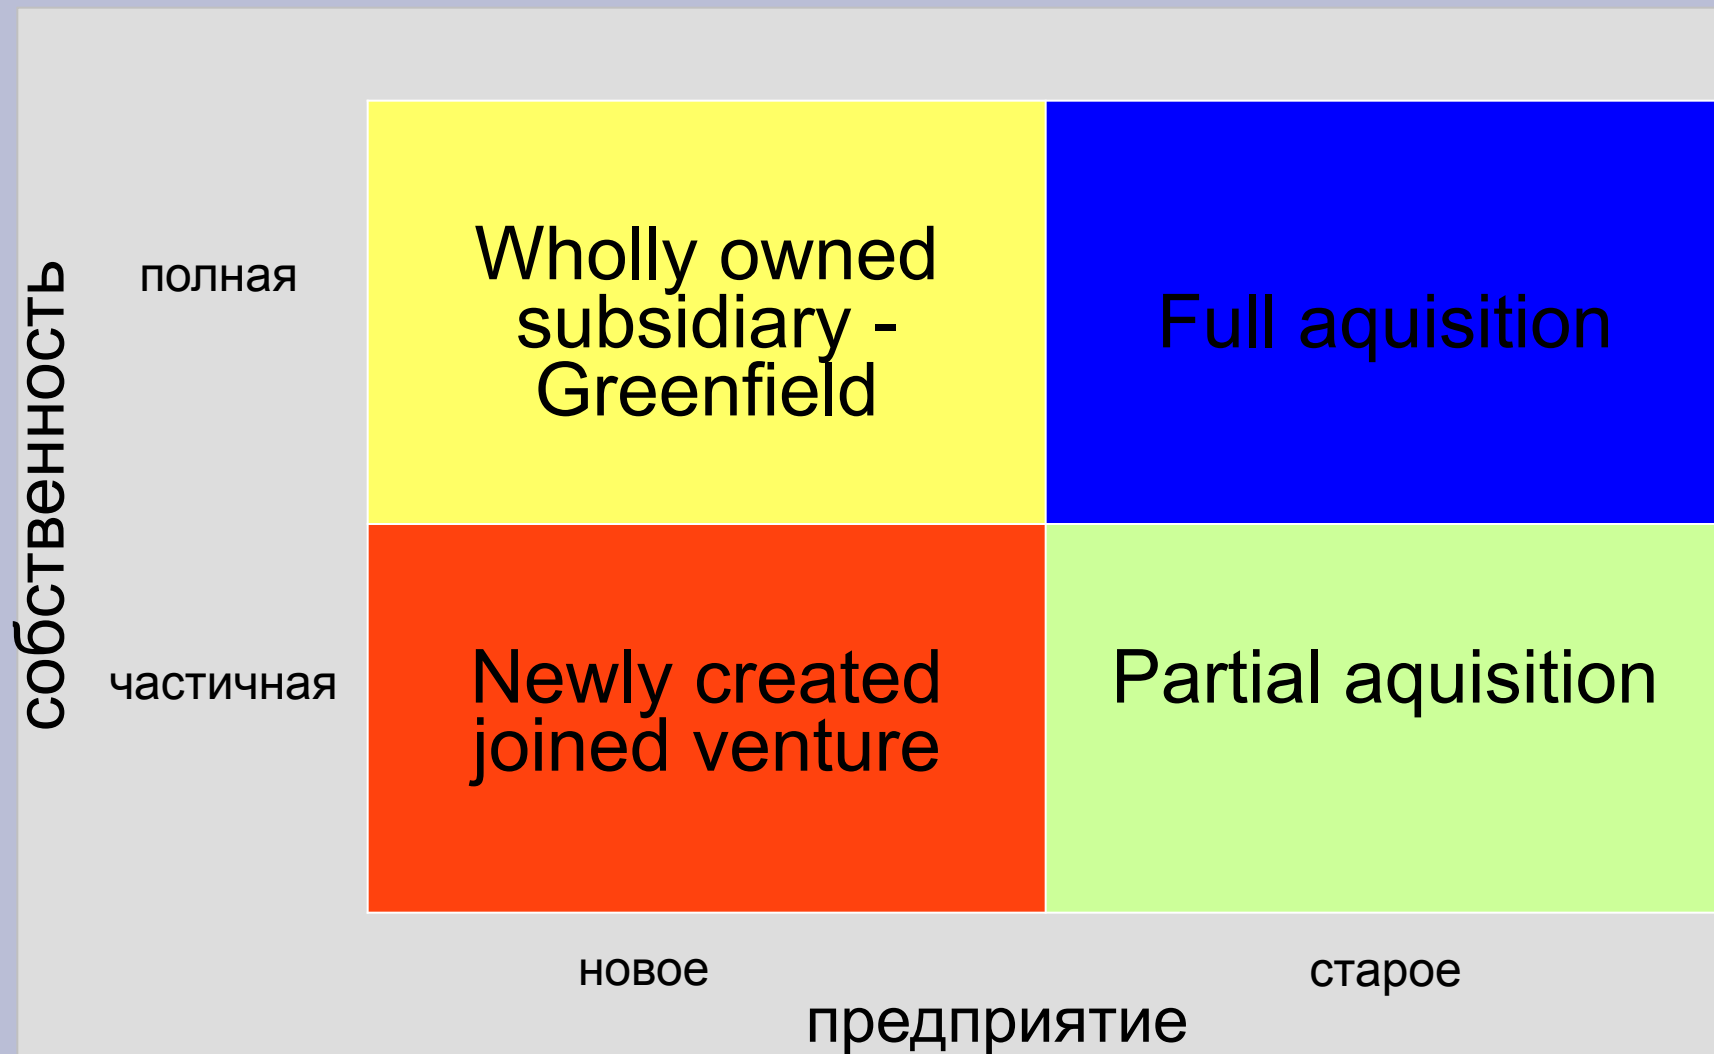 собственность
полная
Wholly owned
subsidiary -
Greenfield
Full aquisition
частичная
Newly created
joined venture
Partial aquisition
новое
старое
предприятие